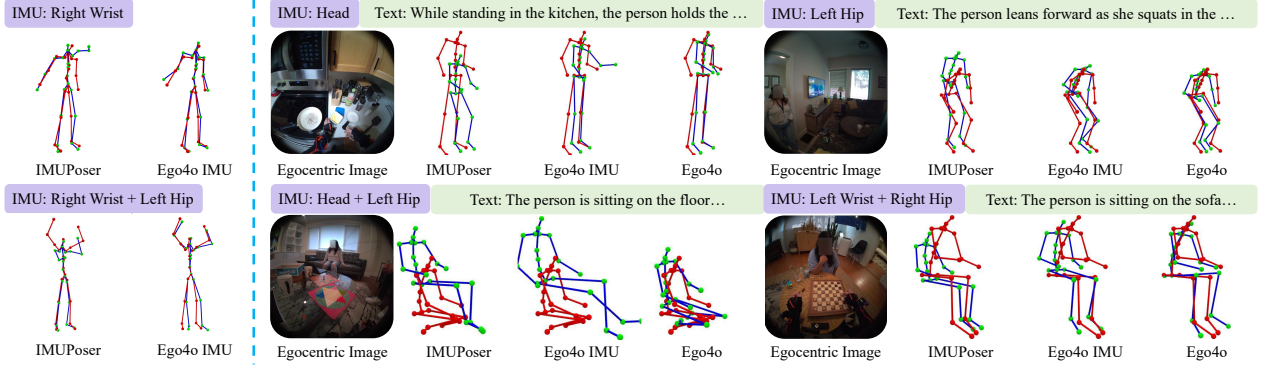 IMU: Right Wrist
IMUPoser
Ego4o IMU
IMU: Right Wrist + Left Hip
IMUPoser
Ego4o IMU
IMU: Head
Text: While standing in the kitchen, the person holds the …
Egocentric Image
IMUPoser
Ego4o IMU
Ego4o
IMU: Left Hip
Text: The person leans forward as she squats in the …
Egocentric Image
IMUPoser
Ego4o IMU
Ego4o
IMU: Head + Left Hip
Text: The person is sitting on the floor…
Egocentric Image
IMUPoser
Ego4o IMU
Ego4o
IMU: Left Wrist + Right Hip
Text: The person is sitting on the sofa…
Egocentric Image
IMUPoser
Ego4o IMU
Ego4o